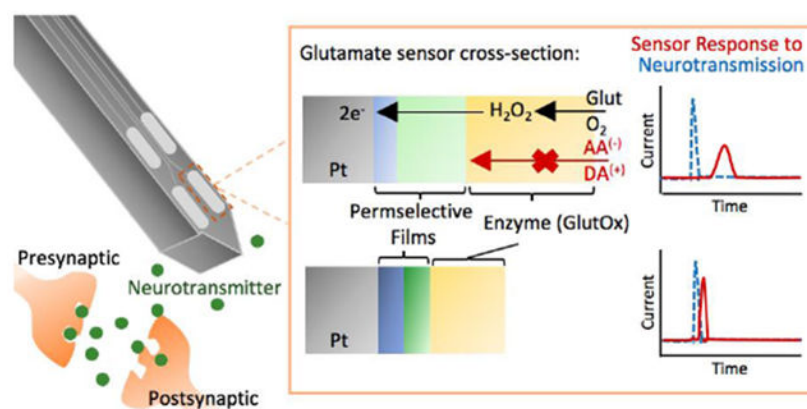 Glutamate sensor cross-section:
Sensor Response to
Neurotransmission
2e⁻
H₂O₂
Glut
O₂
AA⁽⁻⁾
DA⁽⁺⁾
Pt
Current
Time
Permselective
Films
Enzyme (GlutOx)
Presynaptic
Neurotransmitter
Postsynaptic
Pt
Current
Time